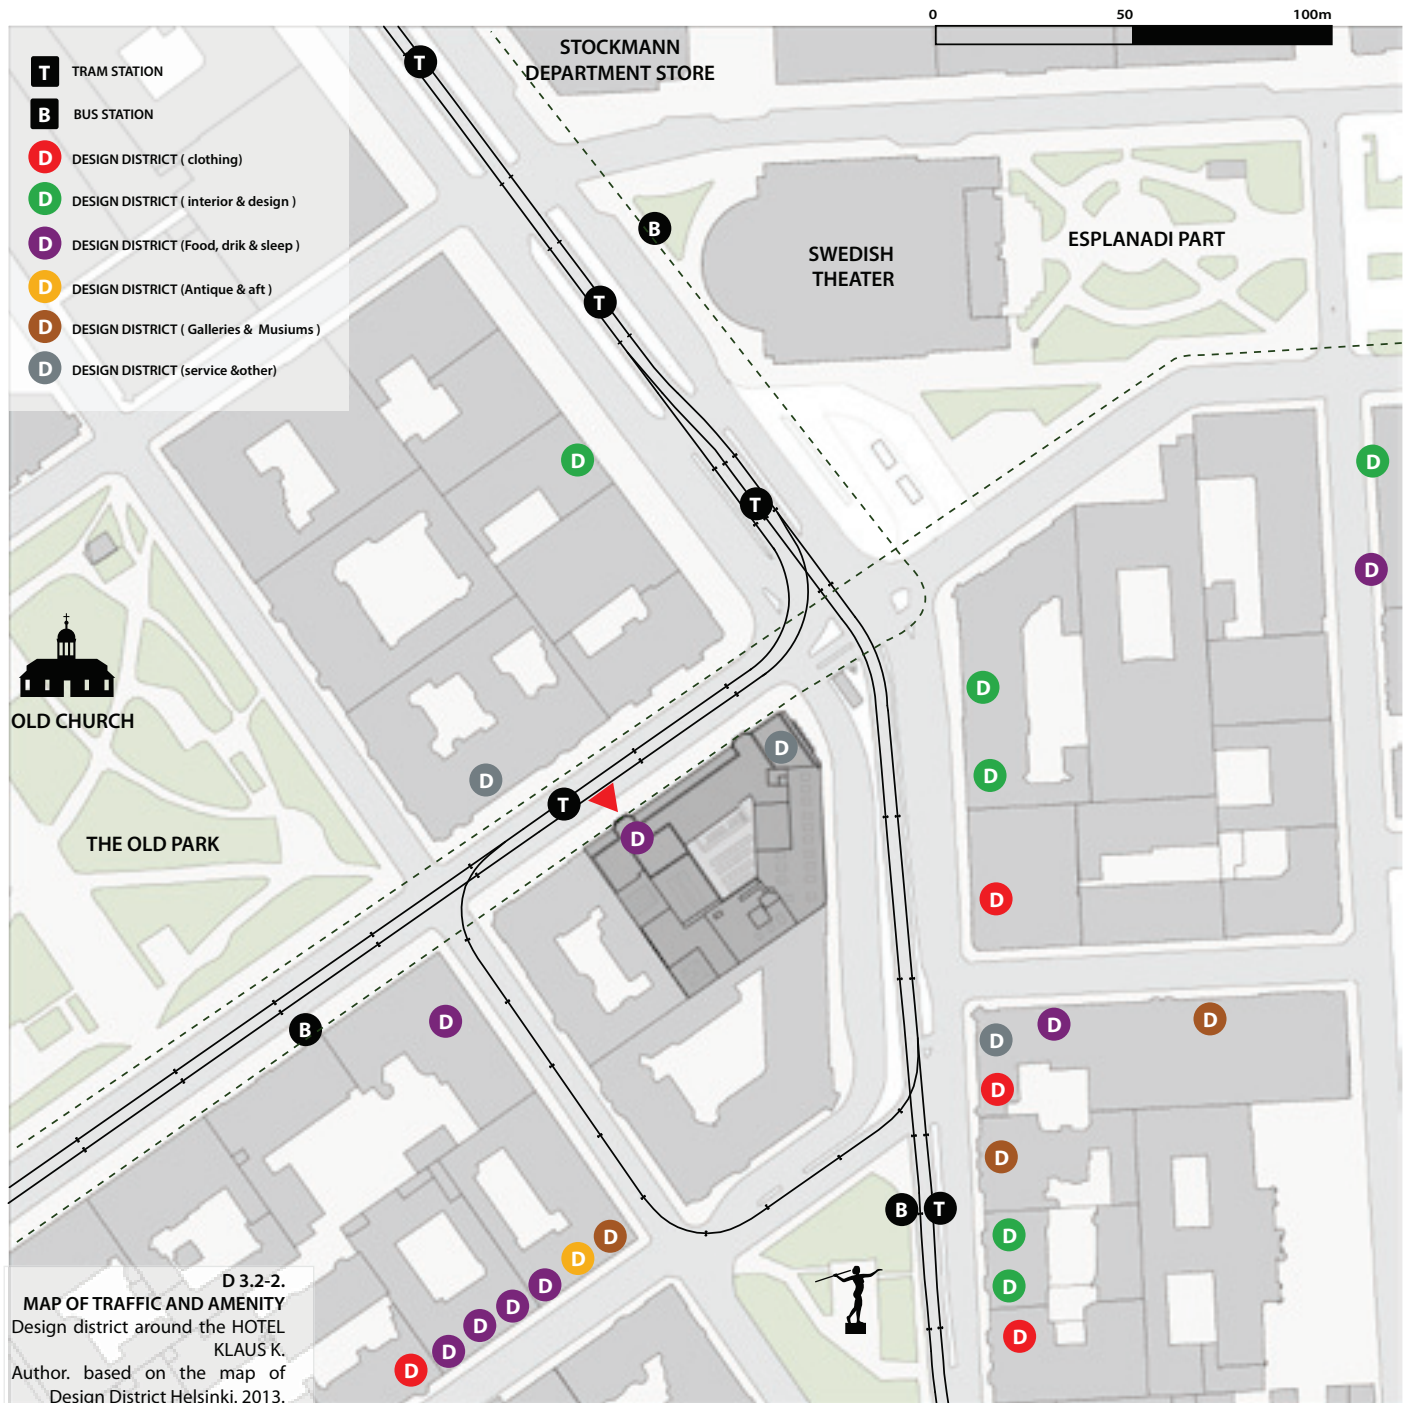 0 50 100m
STOCKMANN
DEPARTMENT STORE
T TRAM STATION
B BUS STATION
D DESIGN DISTRICT ( clothing)
D DESIGN DISTRICT ( interior & design )
D DESIGN DISTRICT (Food, drik & sleep )
D DESIGN DISTRICT (Antique & aft )
D DESIGN DISTRICT ( Galleries & Musiums )
D DESIGN DISTRICT (service &other)
T
B
SWEDISH
THEATER
ESPLANADI PART
T
D
D
T
D
D
OLD CHURCH
D
D
D
D
T
D
THE OLD PARK
D
D
B
D
D
D
D
D
D
B T
D
D
D
D
D
D
D
D
D
D
D
D 3.2-2.
MAP OF TRAFFIC AND AMENITY
Design district around the HOTEL
KLAUS K.
Author. based on the map of
Design District Helsinki. 2013.